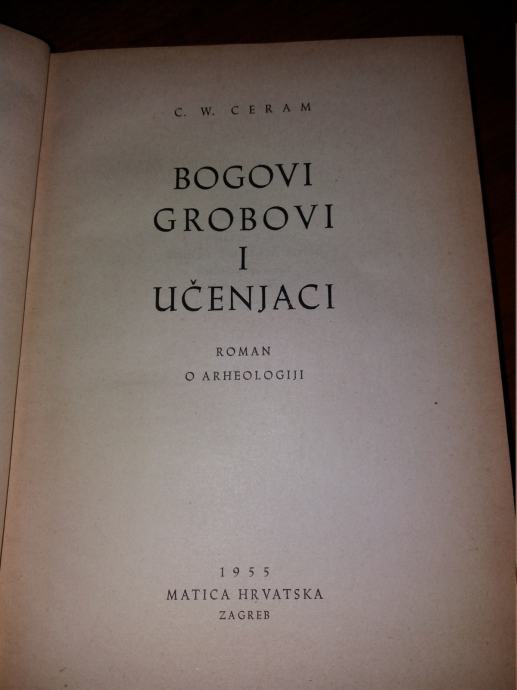 C. W. CERAM
BOGOVI
GROBOVI
I
UČENJACI
ROMAN
O ARHEOLOGIJI
1955
MATICA HRVATSKA
ZAGREB